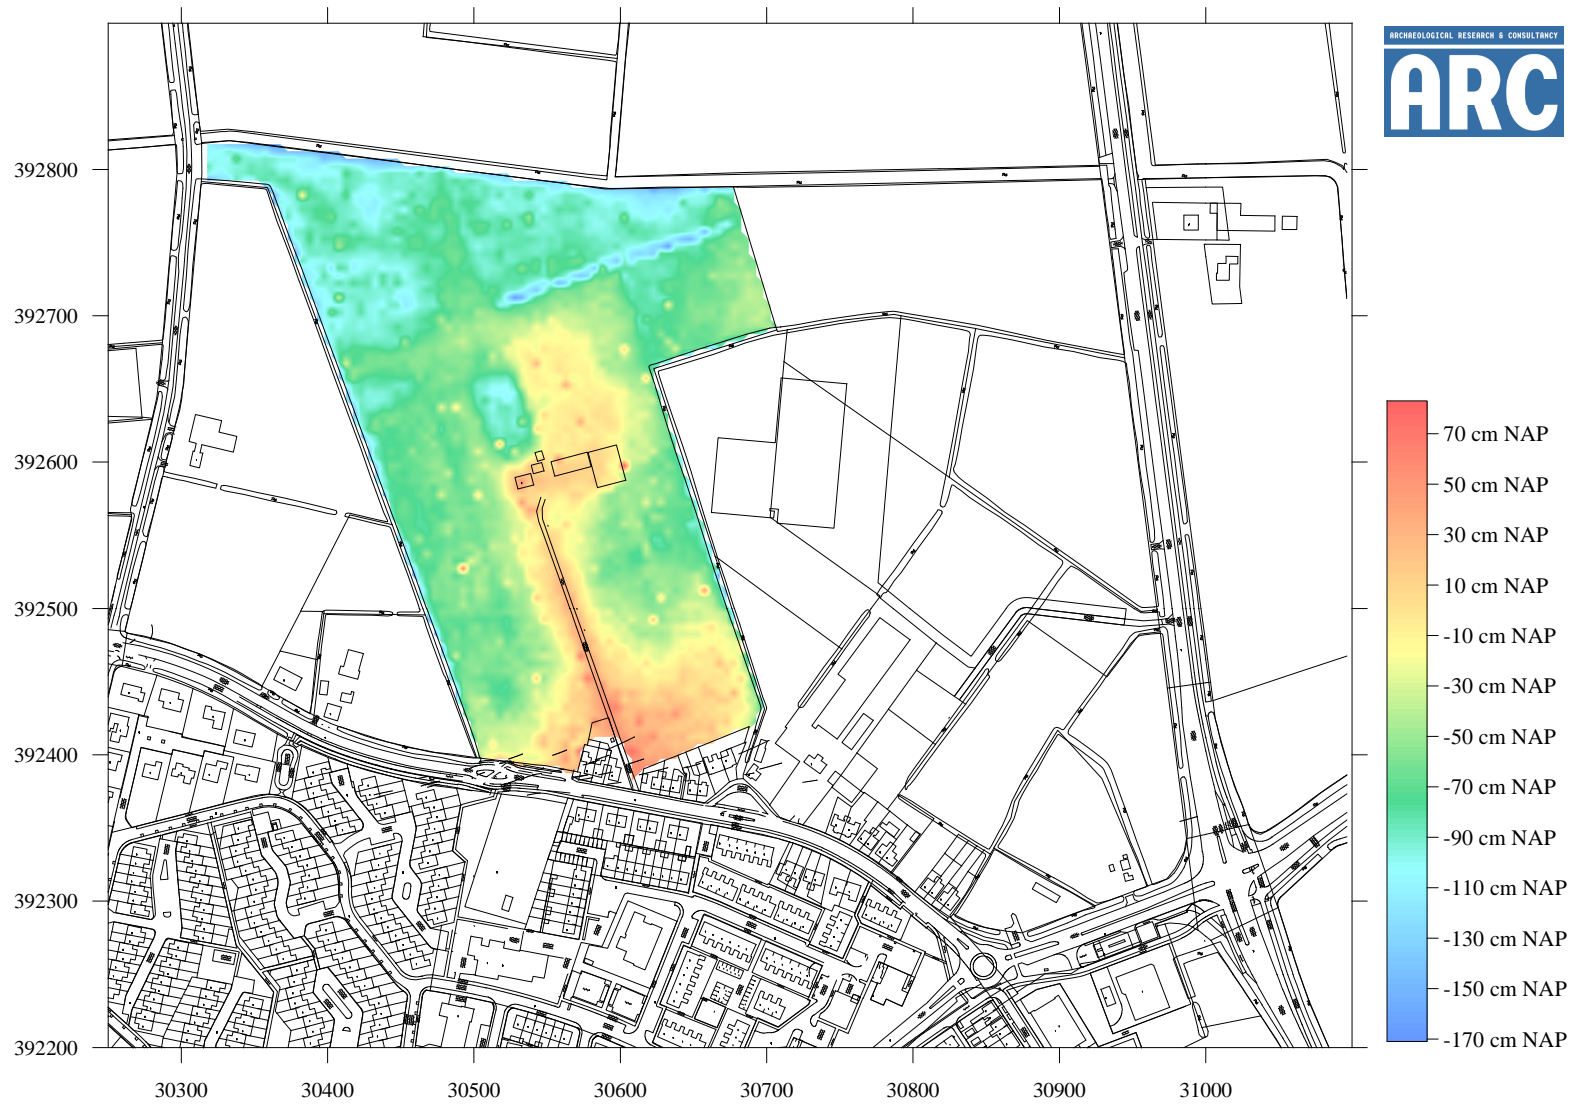 ARCHAEOLOGICAL RESEARCH & CONSULTANCY
ARC
392800
392700
392600
392500
392400
392300
392200
30300 30400 30500 30600 30700 30800 30900 31000
70 cm NAP
50 cm NAP
30 cm NAP
10 cm NAP
-10 cm NAP
-30 cm NAP
-50 cm NAP
-70 cm NAP
-90 cm NAP
-110 cm NAP
-130 cm NAP
-150 cm NAP
-170 cm NAP